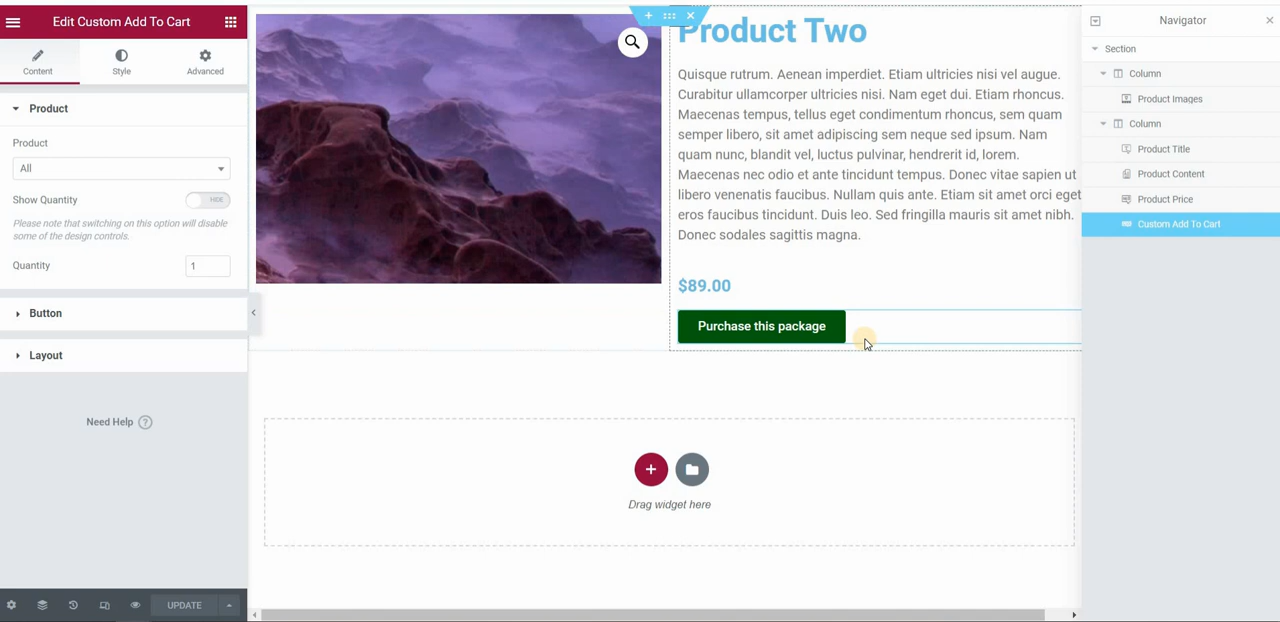 Edit Custom Add To Cart
Content
Style
Advanced
Product
Product
All
Show Quantity
HIDE
Please note that switching on this option will disable
some of the design controls.
Quantity
1
Button
Layout
Need Help ?
UPDATE
Product Two
Quisque rutrum. Aenean imperdiet. Etiam ultricies nisi vel augue.
Curabitur ullamcorper ultricies nisi. Nam eget dui. Etiam rhoncus.
Maecenas tempus, tellus eget condimentum rhoncus, sem quam
semper libero, sit amet adipiscing sem neque sed ipsum. Nam
quam nunc, blandit vel, luctus pulvinar, hendrerit id, lorem.
Maecenas nec odio et ante tincidunt tempus. Donec vitae sapien ut
libero venenatis faucibus. Nullam quis ante. Etiam sit amet orci eget
eros faucibus tincidunt. Duis leo. Sed fringilla mauris sit amet nibh.
Donec sodales sagittis magna.
$89.00
Purchase this package
Drag widget here
Navigator
Section
Column
Product Images
Column
Product Title
Product Content
Product Price
Custom Add To Cart